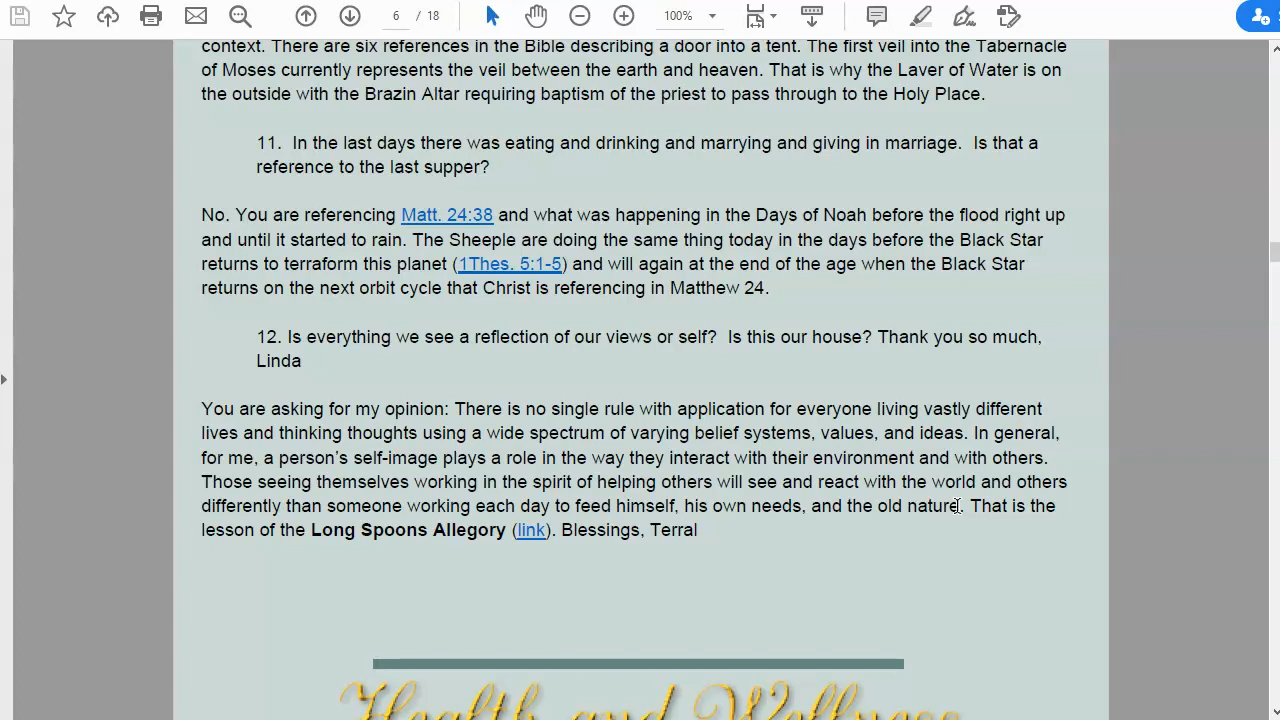 6 / 18
100%
context. There are six references in the Bible describing a door into a tent. The first veil into the Tabernacle
of Moses currently represents the veil between the earth and heaven. That is why the Laver of Water is on
the outside with the Brazin Altar requiring baptism of the priest to pass through to the Holy Place.
11.  In the last days there was eating and drinking and marrying and giving in marriage.  Is that a
reference to the last supper?
No. You are referencing Matt. 24:38 and what was happening in the Days of Noah before the flood right up
and until it started to rain. The Sheeple are doing the same thing today in the days before the Black Star
returns to terraform this planet (1Thes. 5:1-5) and will again at the end of the age when the Black Star
returns on the next orbit cycle that Christ is referencing in Matthew 24.
12. Is everything we see a reflection of our views or self?  Is this our house? Thank you so much,
Linda
You are asking for my opinion: There is no single rule with application for everyone living vastly different
lives and thinking thoughts using a wide spectrum of varying belief systems, values, and ideas. In general,
for me, a person’s self-image plays a role in the way they interact with their environment and with others.
Those seeing themselves working in the spirit of helping others will see and react with the world and others
differently than someone working each day to feed himself, his own needs, and the old nature. That is the
lesson of the Long Spoons Allegory (link). Blessings, Terral
Health and Wellness